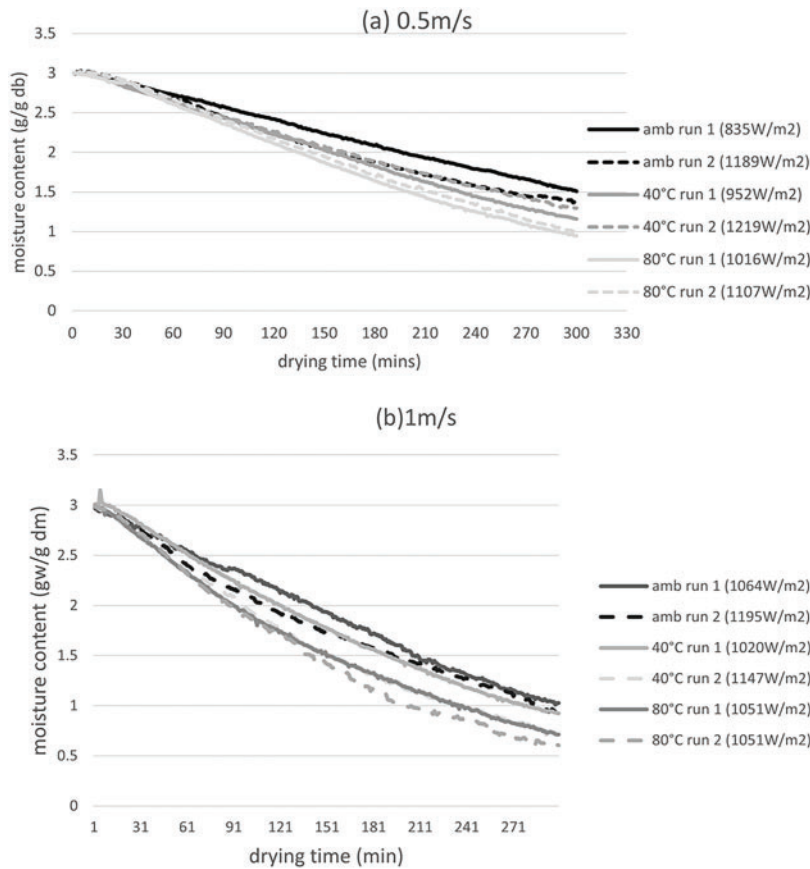 (a) 0.5m/s
moisture content (g/g db)
3.5
3
2.5
2
1.5
1
0.5
0
0 30 60 90 120 150 180 210 240 270 300 330
drying time (mins)
amb run 1 (835W/m2)
amb run 2 (1189W/m2)
40°C run 1 (952W/m2)
40°C run 2 (1219W/m2)
80°C run 1 (1016W/m2)
80°C run 2 (1107W/m2)
(b)1m/s
moisture content (gw/g dm)
3.5
3
2.5
2
1.5
1
0.5
0
1 31 61 91 121 151 181 211 241 271
drying time (min)
amb run 1 (1064W/m2)
amb run 2 (1195W/m2)
40°C run 1 (1020W/m2)
40°C run 2 (1147W/m2)
80°C run 1 (1051W/m2)
80°C run 2 (1051W/m2)